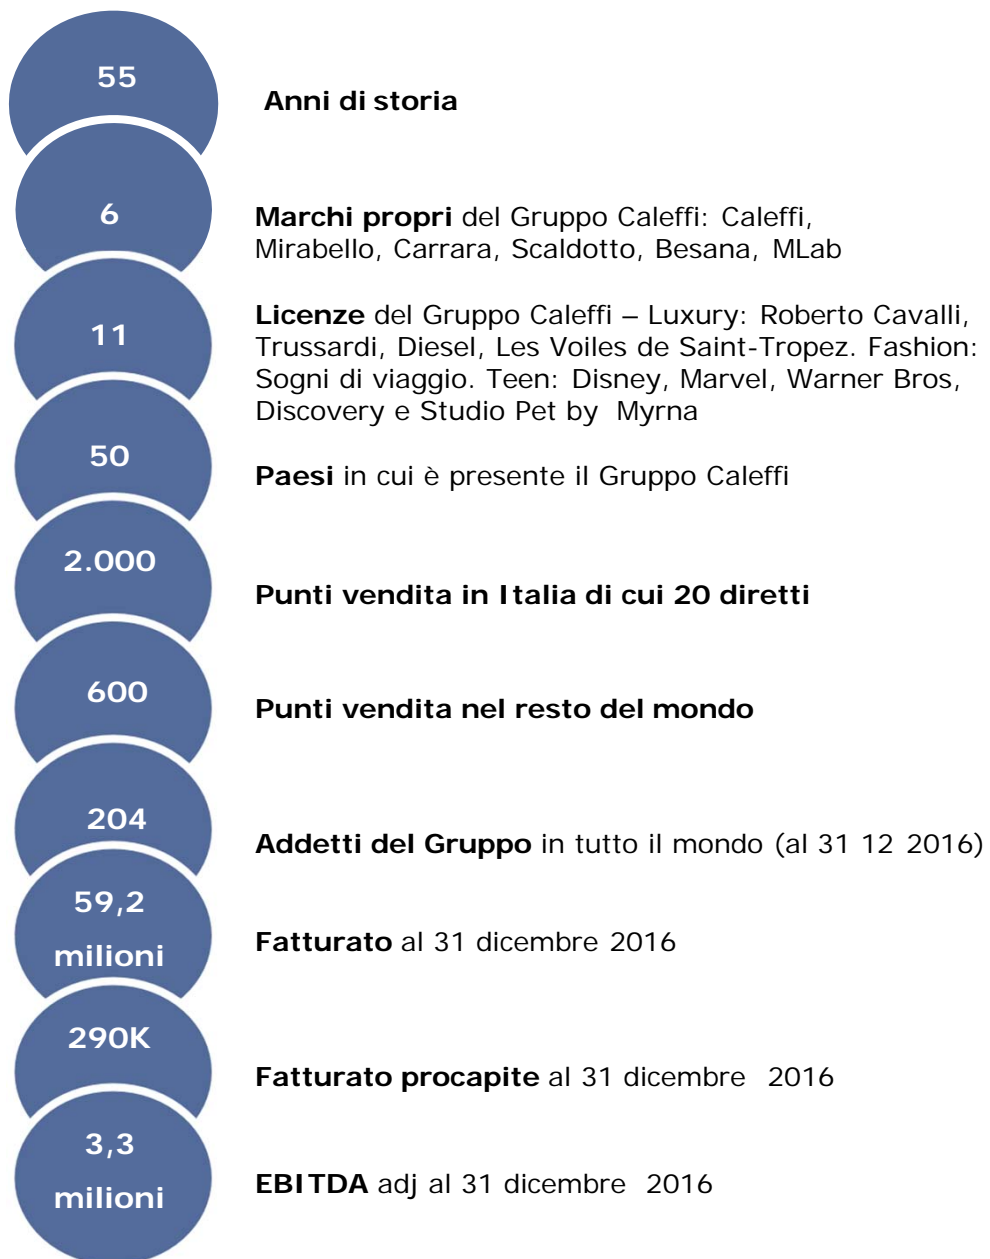 55
Anni di storia
6
Marchi propri del Gruppo Caleffi: Caleffi,
Mirabello, Carrara, Scaldotto, Besana, MLab
11
Licenze del Gruppo Caleffi – Luxury: Roberto Cavalli,
Trussardi, Diesel, Les Voiles de Saint-Tropez. Fashion:
Sogni di viaggio. Teen: Disney, Marvel, Warner Bros,
Discovery e Studio Pet by Myrna
50
Paesi in cui è presente il Gruppo Caleffi
2.000
Punti vendita in Italia di cui 20 diretti
600
Punti vendita nel resto del mondo
204
Addetti del Gruppo in tutto il mondo (al 31 12 2016)
59,2
milioni
Fatturato al 31 dicembre 2016
290K
Fatturato procapite al 31 dicembre 2016
3,3
milioni
EBITDA adj al 31 dicembre 2016